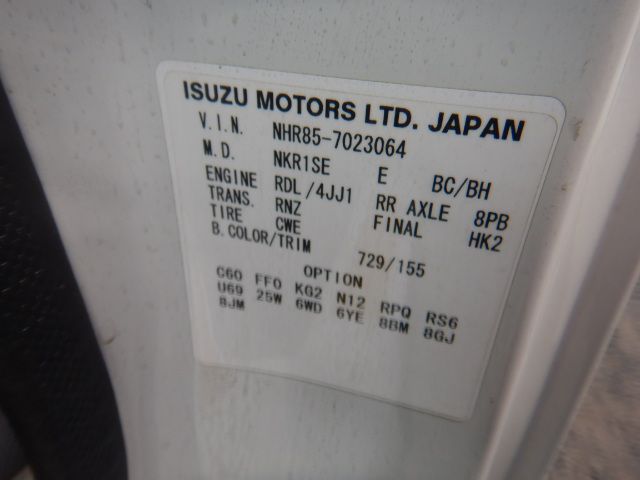 ISUZU MOTORS LTD. JAPAN
V.I.N. NHR85-7023064
M.D. NKR1SE E BC/BH
ENGINE RDL/4JJ1 RR AXLE 8PB
TRANS. RNZ FINAL HK2
TIRE CWE
B.COLOR/TRIM 729/155
OPTION
C60 FF0 KG2 N12 RPQ RS6
U69 25W 6WD 6YE 8BM 8GJ
8JM